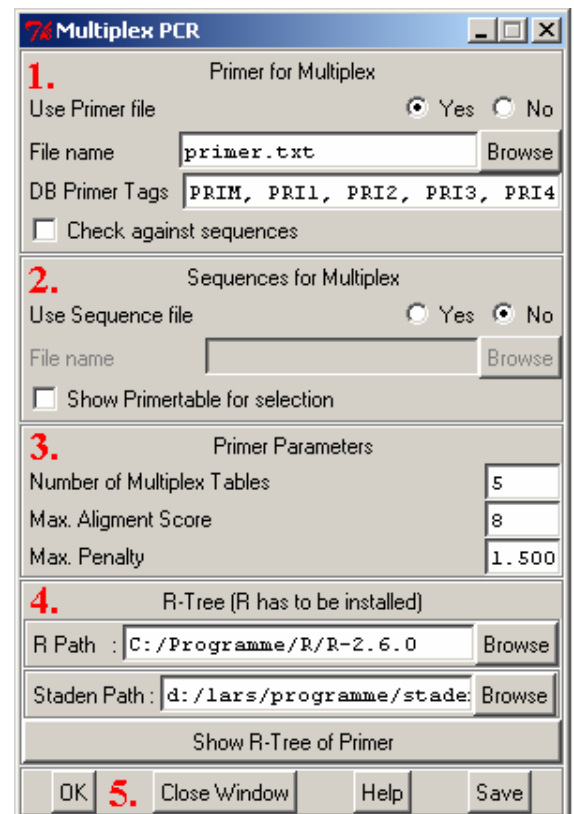 Multiplex PCR
1. Primer for Multiplex
Use Primer file Yes No
File name primer.txt Browse
DB Primer Tags PRIM, PRI1, PRI2, PRI3, PRI4
Check against sequences
2. Sequences for Multiplex
Use Sequence file Yes No
File name Browse
Show Primertable for selection
3. Primer Parameters
Number of Multiplex Tables 5
Max. Aligment Score 8
Max. Penalty 1.500
4. R-Tree (R has to be installed)
R Path : C:/Programme/R/R-2.6.0 Browse
Staden Path : d:/lars/programme/stade Browse
Show R-Tree of Primer
OK 5. Close Window Help Save